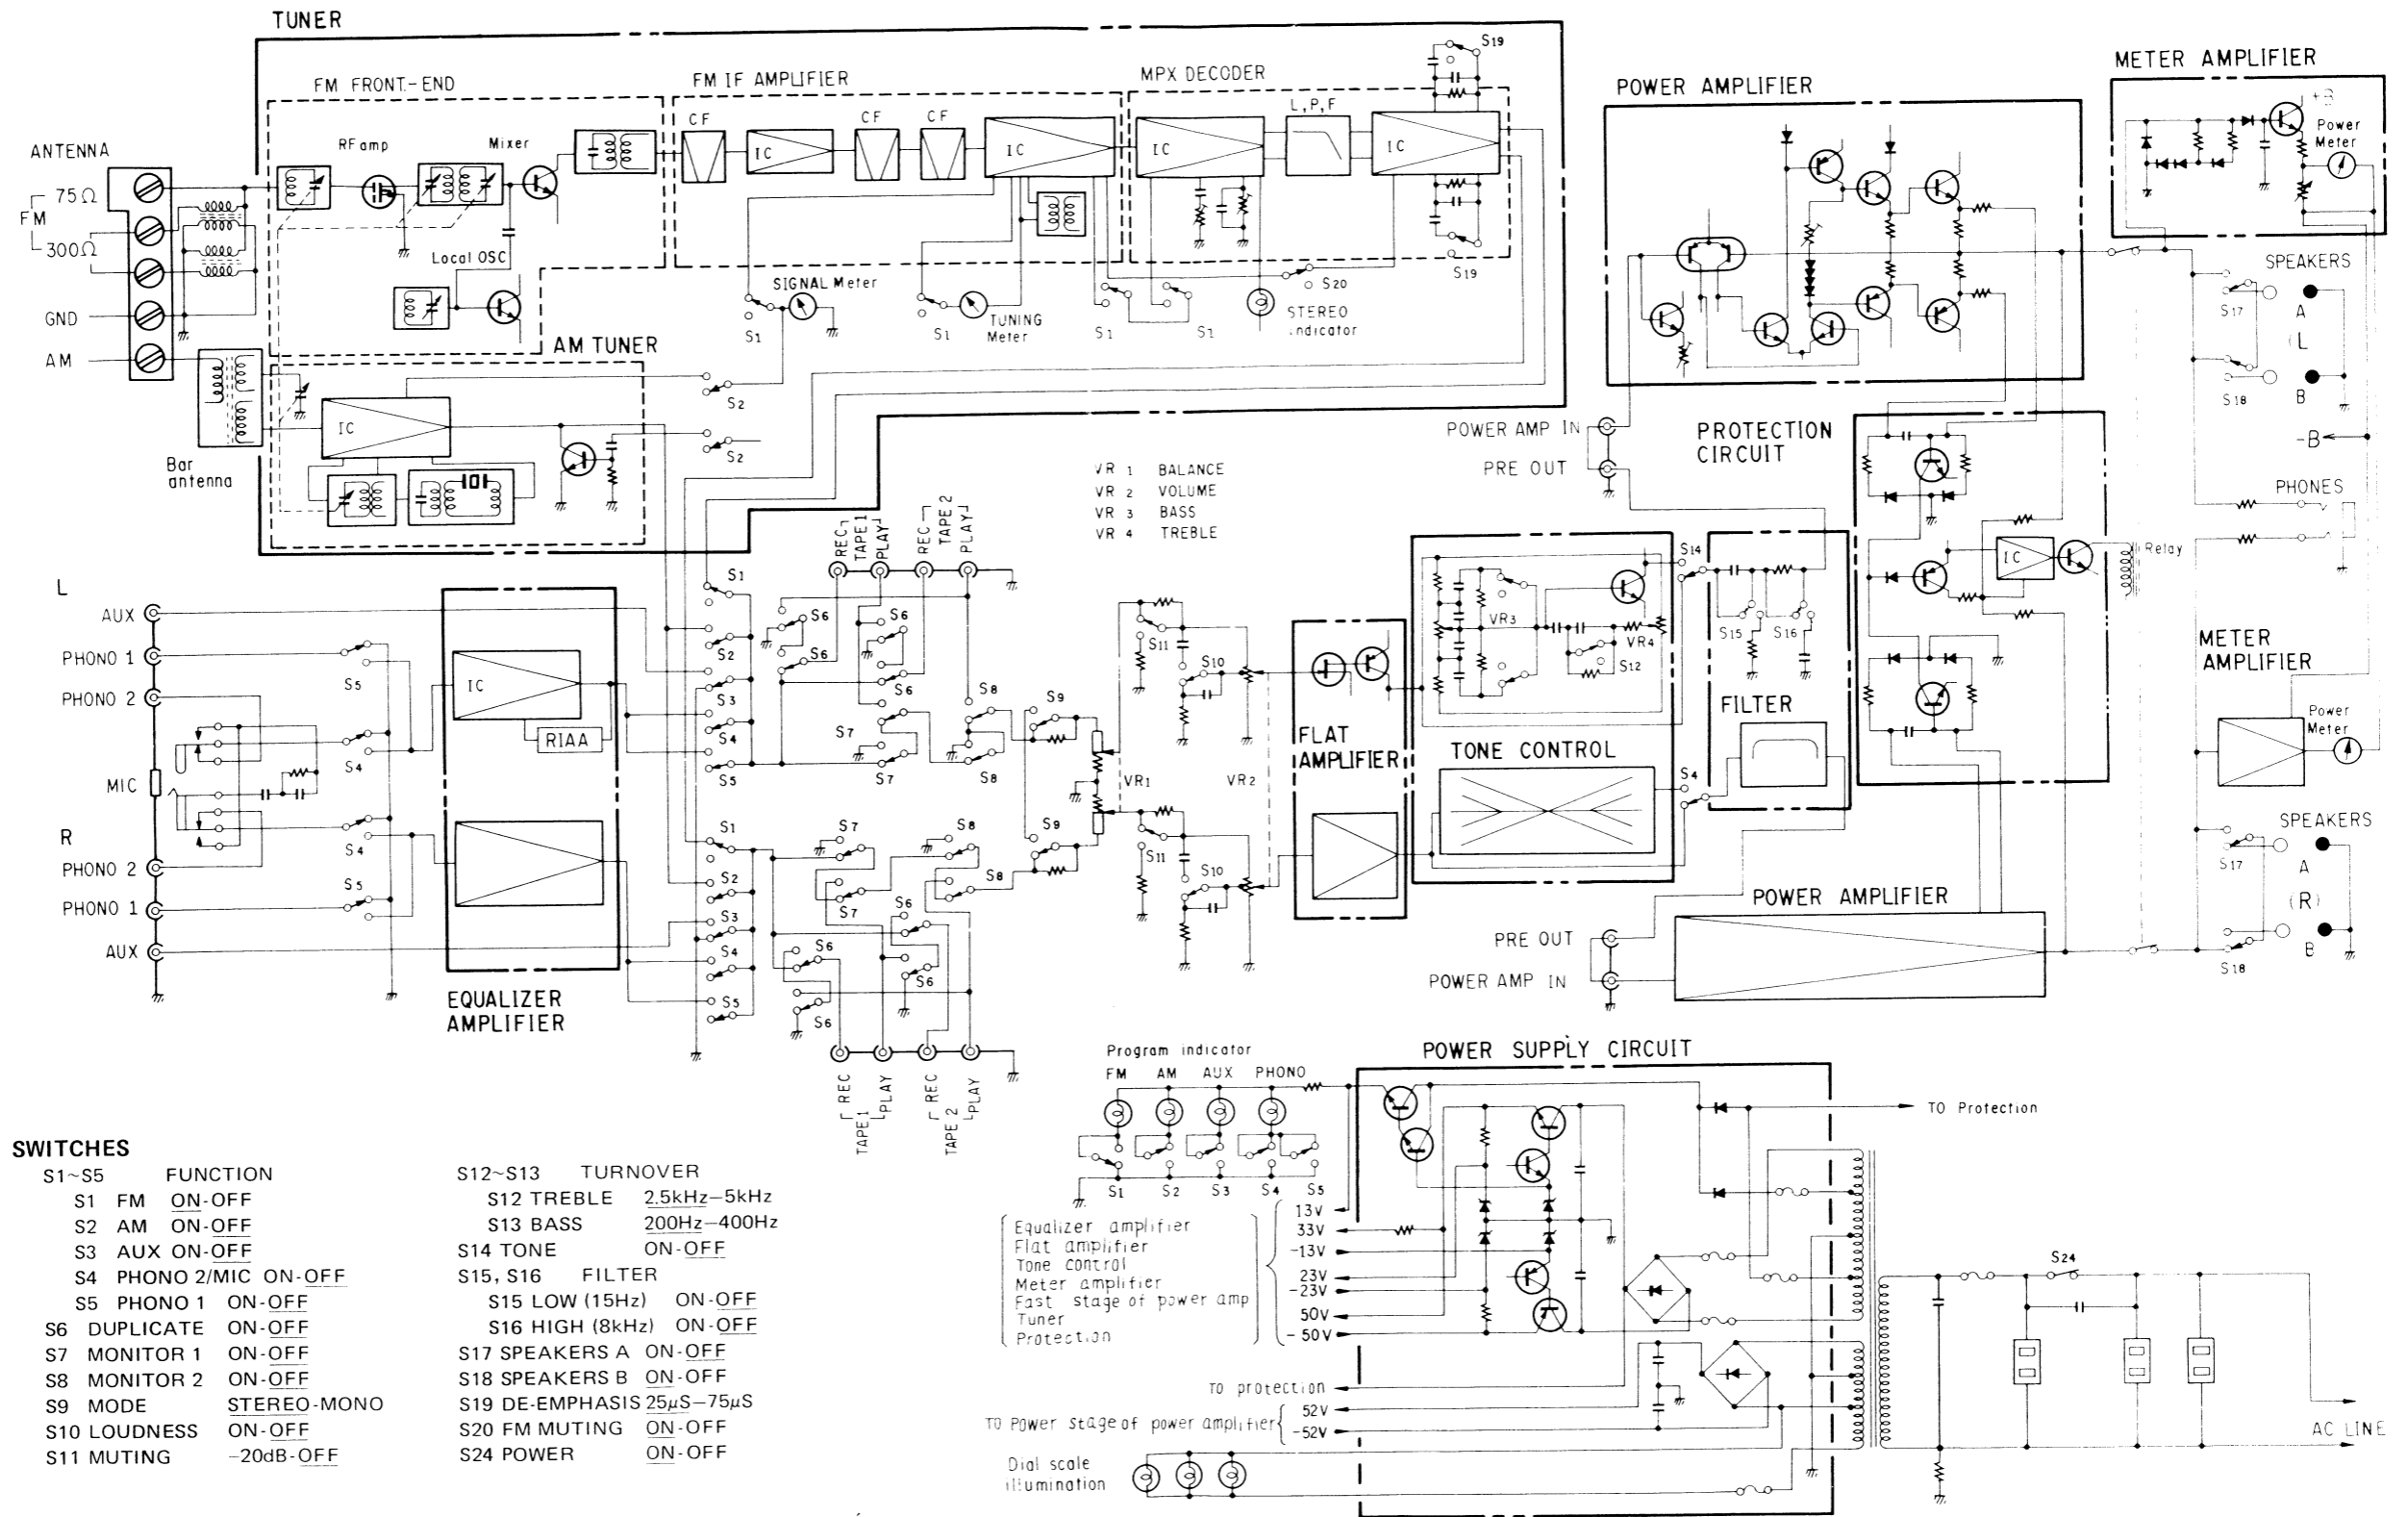 TUNER
FM FRONT-END
FM IF AMPLIFIER
MPX DECODER
S19
POWER AMPLIFIER
METER AMPLIFIER
+B
Power
Meter
ANTENNA
RF amp
Mixer
CF
CF
CF
L,P,F
IC
IC
IC
IC
75Ω
FM
300Ω
Local OSC
SIGNAL Meter
S19
S20
SPEAKERS
GND
AM
S1
S1
TUNING
Meter
S1
S1
STEREO
indicator
S17
A
(L
AM TUNER
S2
S18
B
IC
S2
-B
Bar
antenna
POWER AMP IN
PRE OUT
PROTECTION
CIRCUIT
VR 1 BALANCE
VR 2 VOLUME
VR 3 BASS
VR 4 TREBLE
PHONES
REC
TAPE 1
PLAY
REC
TAPE 2
PLAY
S14
IC
Relay
L
AUX
PHONO 1
PHONO 2
MIC
R
PHONO 2
PHONO 1
AUX
S5
S4
S4
S5
IC
RIAA
EQUALIZER
AMPLIFIER
S1
S2
S3
S4
S5
S6
S6
S6
S6
S7
S7
S8
S8
S9
VR1
VR2
S11
S10
FLAT
AMPLIFIER
VR3
VR4
S12
TONE CONTROL
S15
S16
FILTER
S4
METER
AMPLIFIER
Power
Meter
S1
S2
S3
S4
S5
S7
S7
S8
S8
S6
S6
S6
S6
S9
S11
S10
SPEAKERS
S17
A
(R)
S18
B
POWER AMPLIFIER
PRE OUT
POWER AMP IN
REC
TAPE 1
PLAY
REC
TAPE 2
PLAY
Program indicator
FM AM AUX PHONO
S1 S2 S3 S4 S5
POWER SUPPLY CIRCUIT
TO Protection
Equalizer amplifier
Flat amplifier
Tone control
Meter amplifier
Fast stage of power amp
Tuner
Protection
13V
33V
-13V
23V
-23V
50V
- 50V
S24
TO protection
52V
TO Power stage of power amplifier
-52V
AC LINE
Dial scale
illumination
SWITCHES
S1~S5 FUNCTION
S1 FM ON-OFF
S2 AM ON-OFF
S3 AUX ON-OFF
S4 PHONO 2/MIC ON-OFF
S5 PHONO 1 ON-OFF
S6 DUPLICATE ON-OFF
S7 MONITOR 1 ON-OFF
S8 MONITOR 2 ON-OFF
S9 MODE STEREO-MONO
S10 LOUDNESS ON-OFF
S11 MUTING -20dB-OFF
S12~S13 TURNOVER
S12 TREBLE 2.5kHz-5kHz
S13 BASS 200Hz-400Hz
S14 TONE ON-OFF
S15, S16 FILTER
S15 LOW (15Hz) ON-OFF
S16 HIGH (8kHz) ON-OFF
S17 SPEAKERS A ON-OFF
S18 SPEAKERS B ON-OFF
S19 DE-EMPHASIS 25μS-75μS
S20 FM MUTING ON-OFF
S24 POWER ON-OFF